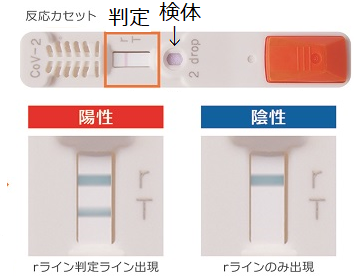 反応カセット 判定 検体
CoV-2
r
T
2 drop
陽性
r
T
rライン判定ライン出現
陰性
r
T
rラインのみ出現